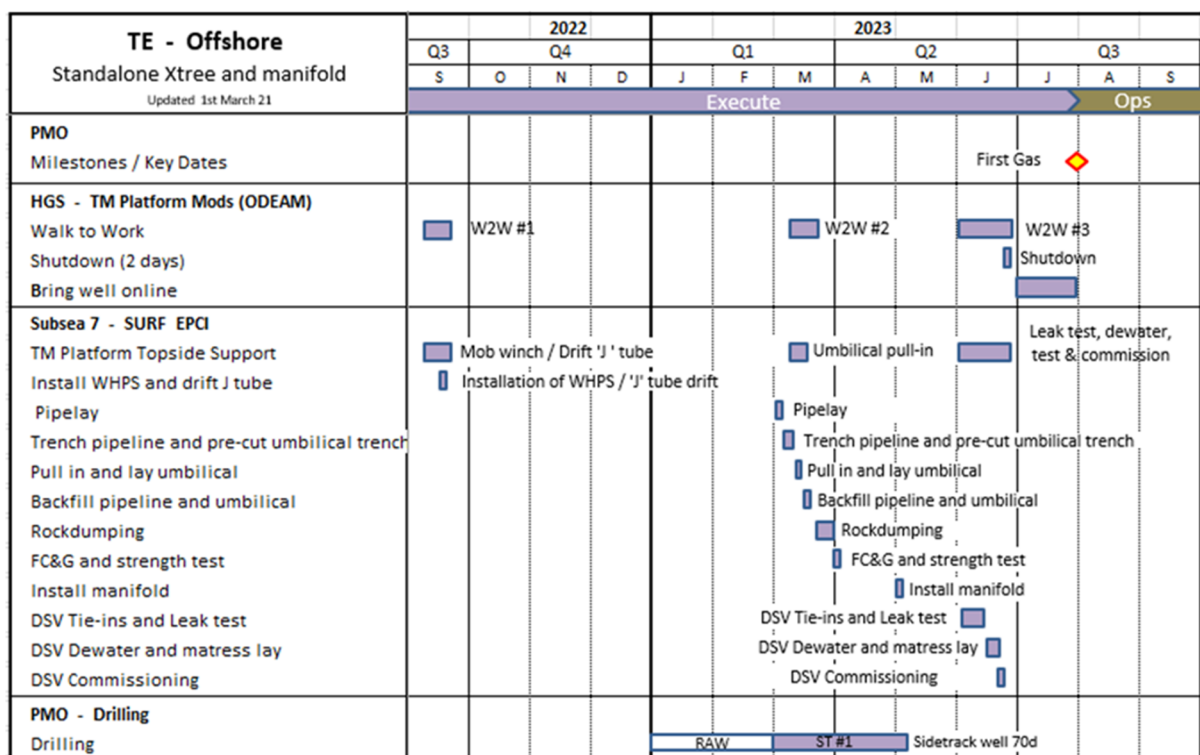 TE - Offshore
Standalone Xtree and manifold
Updated 1st March 21
2022 2023
Q3 Q4 Q1 Q2 Q3
S O N D J F M A M J J A S
Execute Ops
PMO
Milestones / Key Dates First Gas
HGS - TM Platform Mods (ODEAM)
Walk to Work W2W #1 W2W #2 W2W #3
Shutdown (2 days) Shutdown
Bring well online
Subsea 7 - SURF EPCI
TM Platform Topside Support Mob winch / Drift 'J ' tube Umbilical pull-in Leak test, dewater,
test & commission
Install WHPS and drift J tube Installation of WHPS / 'J' tube drift
Pipelay Pipelay
Trench pipeline and pre-cut umbilical trench Trench pipeline and pre-cut umbilical trench
Pull in and lay umbilical Pull in and lay umbilical
Backfill pipeline and umbilical Backfill pipeline and umbilical
Rockdumping Rockdumping
FC&G and strength test FC&G and strength test
Install manifold Install manifold
DSV Tie-ins and Leak test DSV Tie-ins and Leak test
DSV Dewater and matress lay DSV Dewater and matress lay
DSV Commissioning DSV Commissioning
PMO - Drilling
Drilling RAW ST #1 Sidetrack well 70d